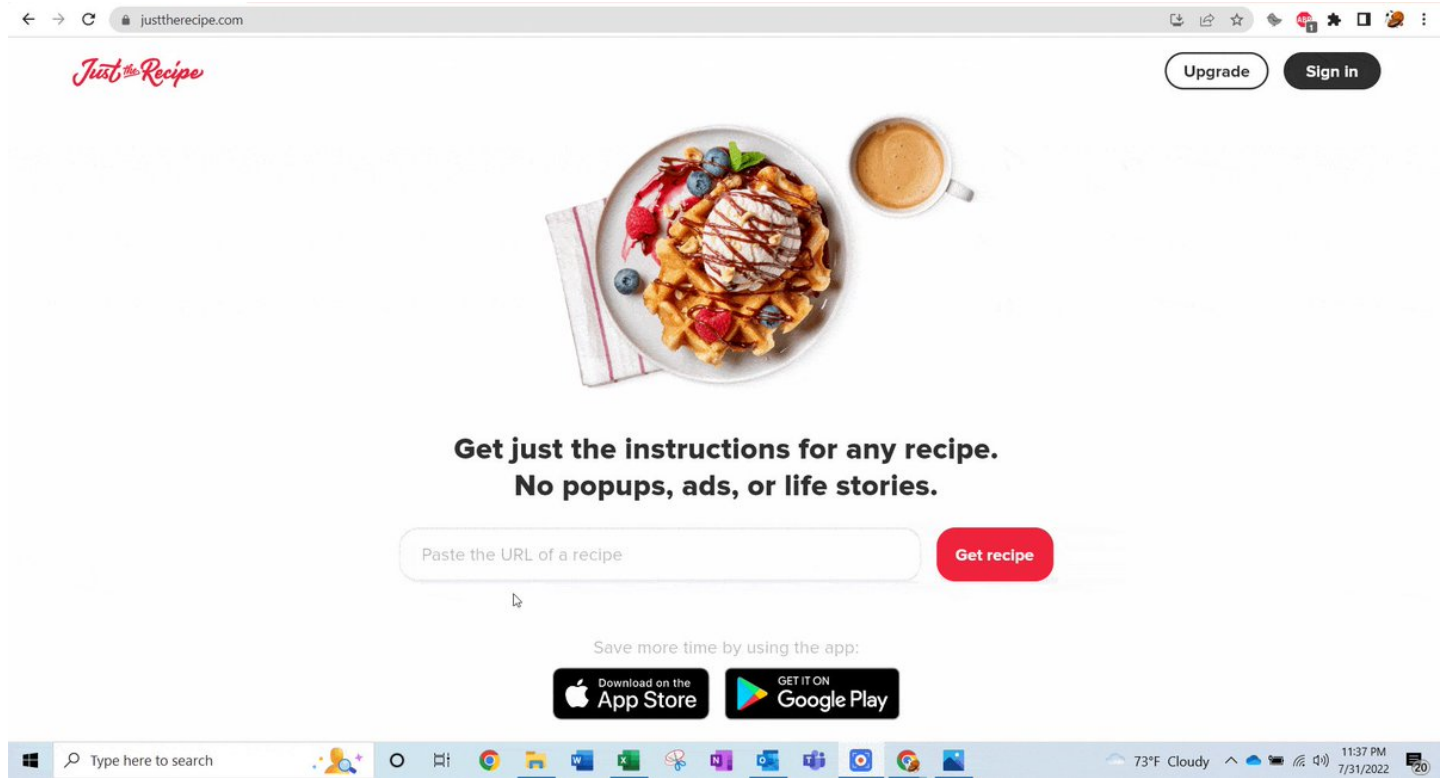 justtherecipe.com
ABP
1
Just the Recipe
Upgrade
Sign in
Get just the instructions for any recipe.
No popups, ads, or life stories.
Paste the URL of a recipe
Get recipe
Save more time by using the app:
Download on the
App Store
GET IT ON
Google Play
Type here to search
73°F Cloudy
11:37 PM
7/31/2022
20